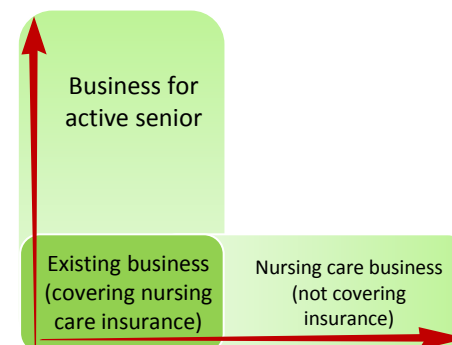 Business for
active senior
Existing business
(covering nursing
care insurance)
Nursing care business
(not covering
insurance)